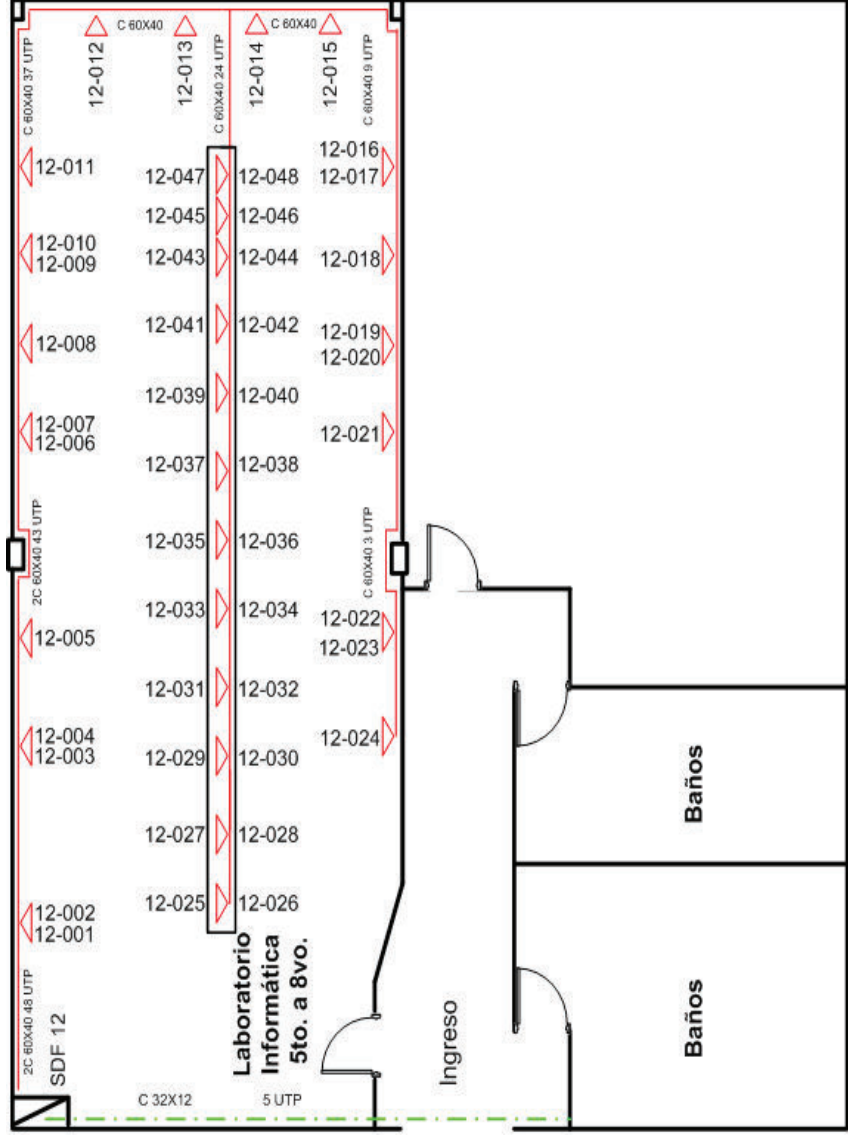 C 60X40 37 UTP
12-012
C 60X40
12-013
C 60X40 24 UTP
12-014
C 60X40
12-015
C 60X40 9 UTP
12-011
12-010
12-009
12-008
12-007
12-006
2C 60X40 43 UTP
12-005
12-004
12-003
12-002
12-001
2C 60X40 48 UTP
SDF 12
12-047
12-048
12-045
12-046
12-043
12-044
12-041
12-042
12-039
12-040
12-037
12-038
12-035
12-036
12-033
12-034
12-031
12-032
12-029
12-030
12-027
12-028
12-025
12-026
12-016
12-017
12-018
12-019
12-020
12-021
C 60X40 3 UTP
12-022
12-023
12-024
Laboratorio
Informática
5to. a 8vo.
Ingreso
Baños
Baños
C 32X12
5 UTP